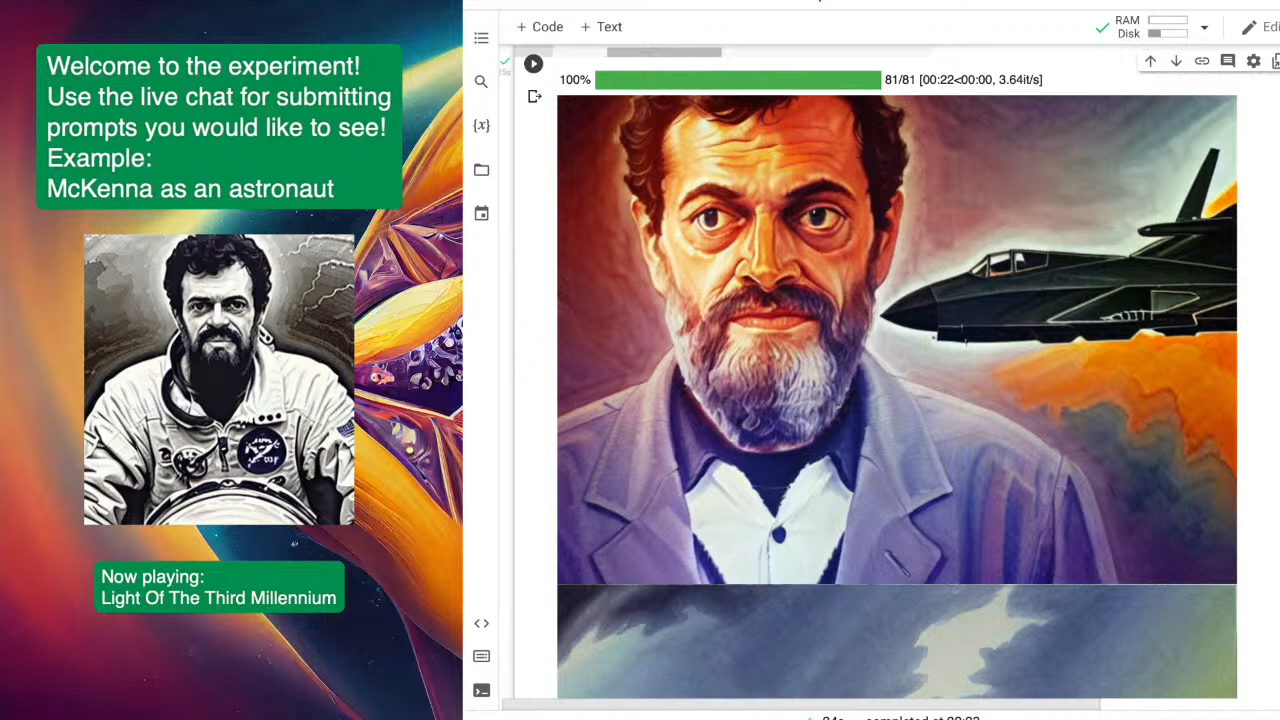 Welcome to the experiment!
Use the live chat for submitting
prompts you would like to see!
Example:
McKenna as an astronaut
Now playing:
Light Of The Third Millennium
+ Code + Text
RAM
Disk
100% 81/81 [00:22<00:00, 3.64it/s]
{x}